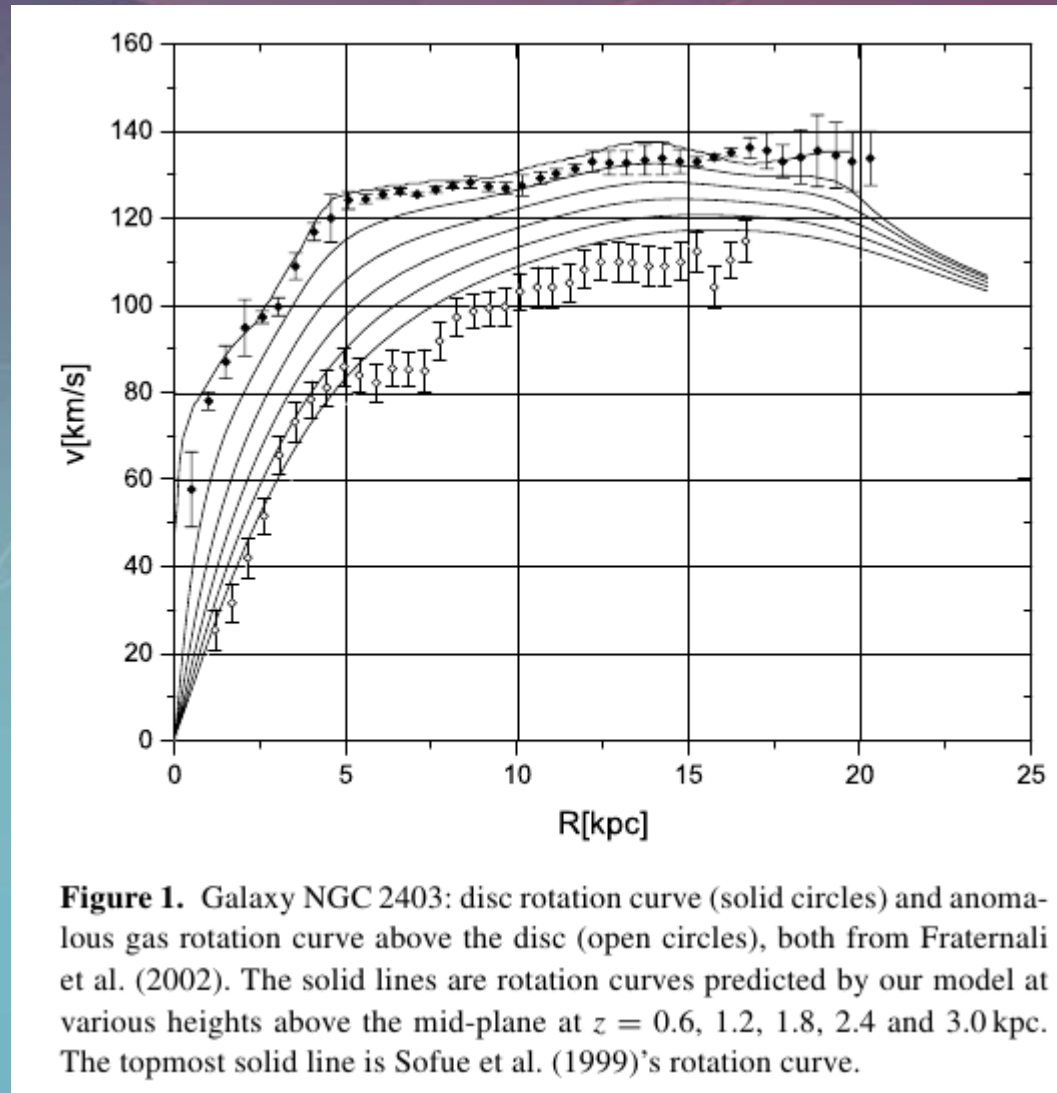 160
140
120
100
80
60
40
20
0
v[km/s]
0 5 10 15 20 25
R[kpc]
Figure 1. Galaxy NGC 2403: disc rotation curve (solid circles) and anoma-
lous gas rotation curve above the disc (open circles), both from Fraternali
et al. (2002). The solid lines are rotation curves predicted by our model at
various heights above the mid-plane at z = 0.6, 1.2, 1.8, 2.4 and 3.0 kpc.
The topmost solid line is Sofue et al. (1999)'s rotation curve.